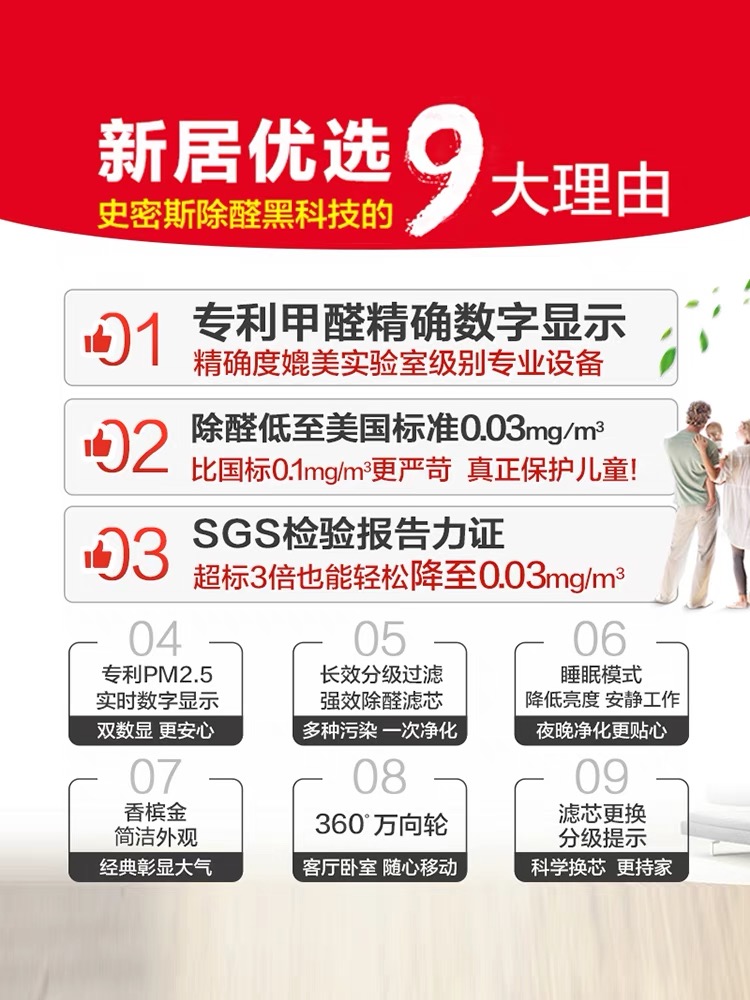 新居优选9大理由
史密斯除醛黑科技的
01
专利甲醛精确数字显示
精确度媲美实验室级别专业设备
02
除醛低至美国标准0.03mg/m³
比国标0.1mg/m³更严苛 真正保护儿童!
03
SGS检验报告力证
超标3倍也能轻松降至0.03mg/m³
04
专利PM2.5
实时数字显示
双数显 更安心
05
长效分级过滤
强效除醛滤芯
多种污染 一次净化
06
睡眠模式
降低亮度 安静工作
夜晚净化更贴心
07
香槟金
简洁外观
经典彰显大气
08
360°万向轮
客厅卧室 随心移动
09
滤芯更换
分级提示
科学换芯 更持家